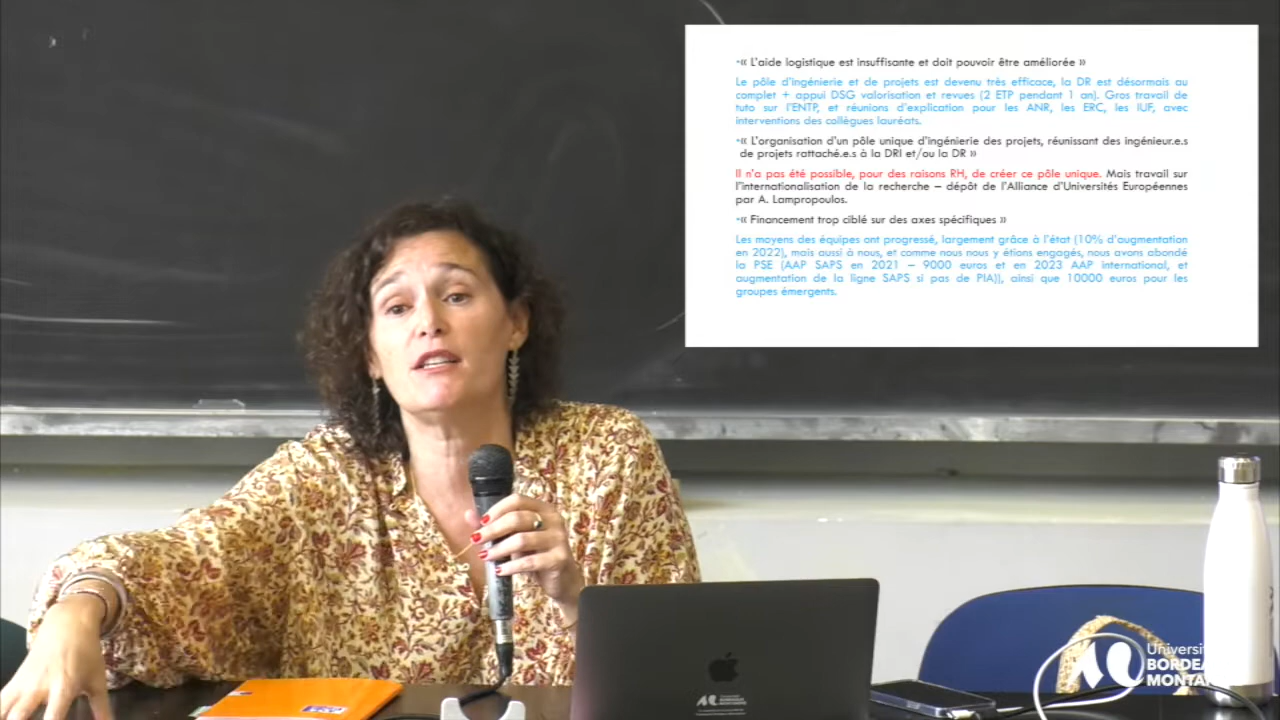 •« L'aide logistique est insuffisante et doit pouvoir être améliorée »
Le pôle d'ingénierie et de projets est devenu très efficace, la DR est désormais au
complet + appui DSG valorisation et revues (2 ETP pendant 1 an). Gros travail de
tuto sur l'ENTP, et réunions d'explication pour les ANR, les ERC, les IUF, avec
interventions des collègues lauréats.
•« L'organisation d'un pôle unique d'ingénierie des projets, réunissant des ingénieur.e.s
de projets rattaché.e.s à la DRI et/ou la DR »
Il n'a pas été possible, pour des raisons RH, de créer ce pôle unique. Mais travail sur
l'internationalisation de la recherche – dépôt de l'Alliance d'Universités Européennes
par A. Lampropoulos.
•« Financement trop ciblé sur des axes spécifiques »
Les moyens des équipes ont progressé, largement grâce à l'état (10% d'augmentation
en 2022), mais aussi à nous, et comme nous nous y étions engagés, nous avons abondé
la PSE (AAP SAPS en 2021 – 9000 euros et en 2023 AAP international, et
augmentation de la ligne SAPS si pas de PIA)), ainsi que 10000 euros pour les
groupes émergents.
Universit
BORDEA
MONTA